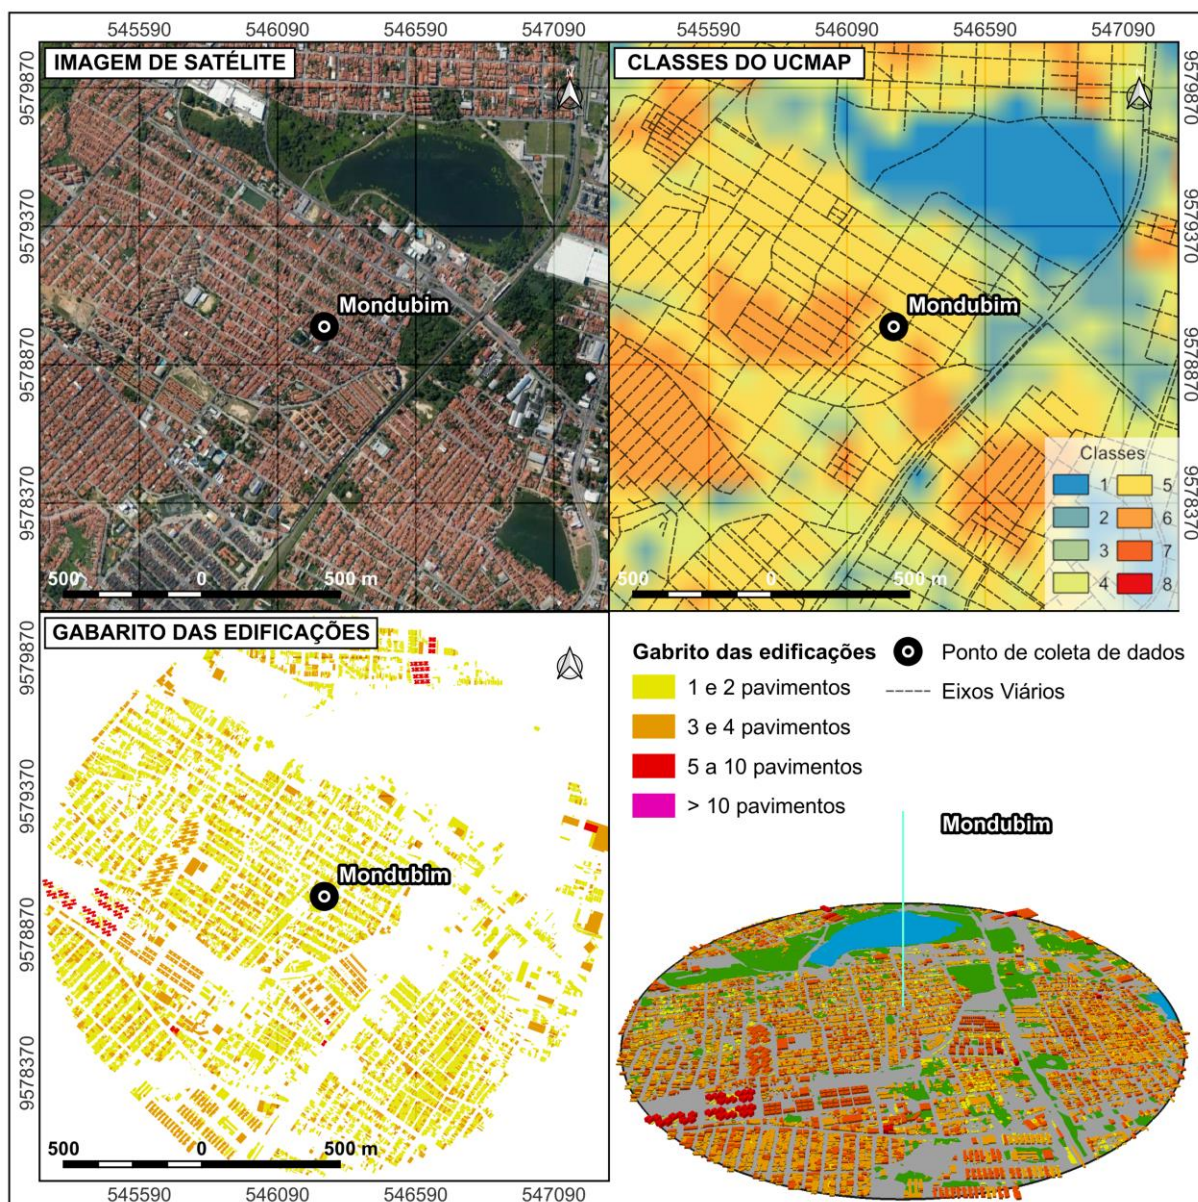 545590 546090 546590 547090 545590 546090 546590 547090
IMAGEM DE SATÉLITE
CLASSES DO UCMAP
9579870
9579370
9578870
9578370
9579870
9579370
9578870
9578370
Mondubim
Mondubim
Classes
1 5
2 6
3 7
4 8
500 0 500 m
500 0 500 m
GABARITO DAS EDIFICAÇÕES
9579870
9579370
9578870
9578370
Mondubim
500 0 500 m
545590 546090 546590 547090
Gabrito das edificações
1 e 2 pavimentos
3 e 4 pavimentos
5 a 10 pavimentos
> 10 pavimentos
Ponto de coleta de dados
Eixos Viários
Mondubim